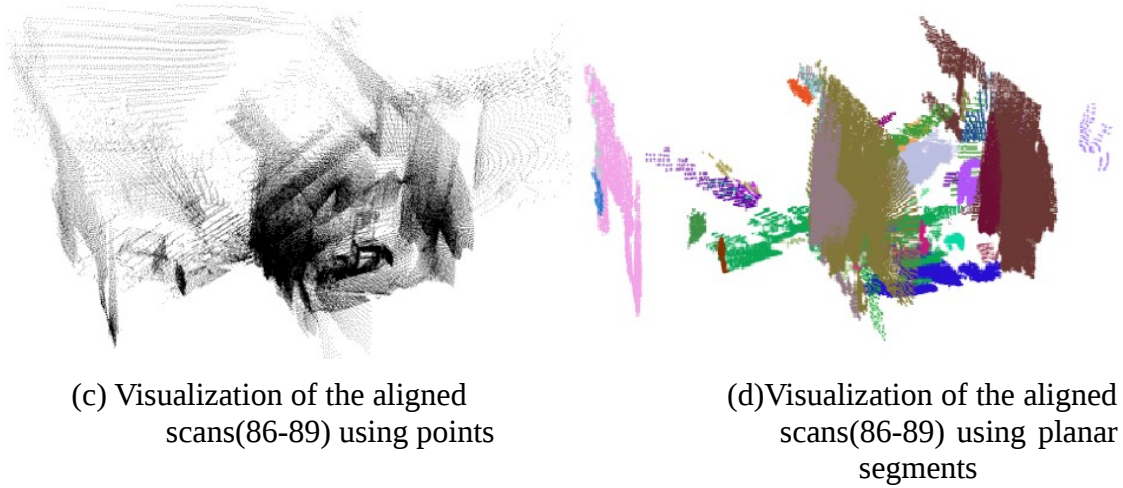 (c) Visualization of the aligned
scans(86-89) using points
(d)Visualization of the aligned
scans(86-89) using planar
segments